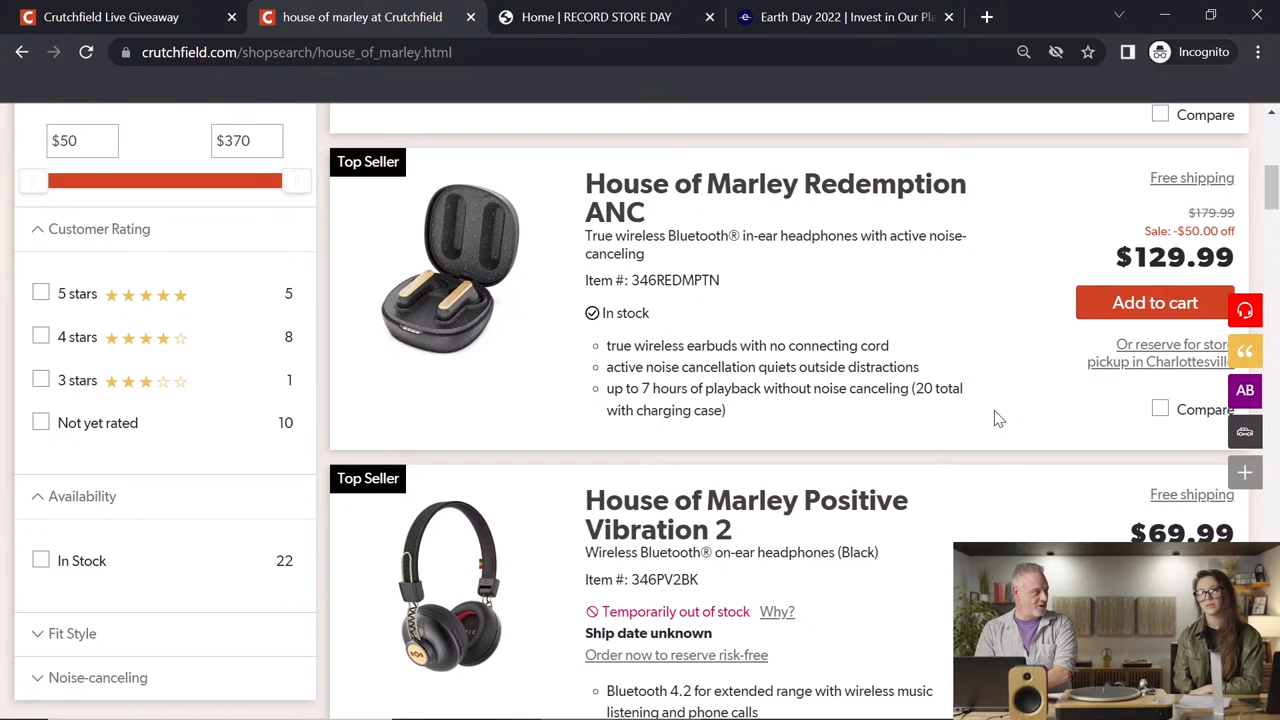 Crutchfield Live Giveaway
house of marley at Crutchfield
Home | RECORD STORE DAY
Earth Day 2022 | Invest in Our Pla
crutchfield.com/shopsearch/house_of_marley.html
Incognito
$50
$370
Compare
Customer Rating
5 stars ★★★★★ 5
4 stars ★★★★☆ 8
3 stars ★★★☆☆ 1
Not yet rated 10
Availability
In Stock 22
Fit Style
Noise-canceling
Top Seller
House of Marley Redemption
ANC
True wireless Bluetooth® in-ear headphones with active noise-
canceling
Item #: 346REDMPTN
In stock
true wireless earbuds with no connecting cord
active noise cancellation quiets outside distractions
up to 7 hours of playback without noise canceling (20 total
with charging case)
Free shipping
$179.99
Sale: -$50.00 off
$129.99
Add to cart
Or reserve for store
pickup in Charlottesvill
Compare
AB
Top Seller
House of Marley Positive
Vibration 2
Wireless Bluetooth® on-ear headphones (Black)
Item #: 346PV2BK
Temporarily out of stock Why?
Ship date unknown
Order now to reserve risk-free
Bluetooth 4.2 for extended range with wireless music
listening and phone calls
Free shipping
$69.99